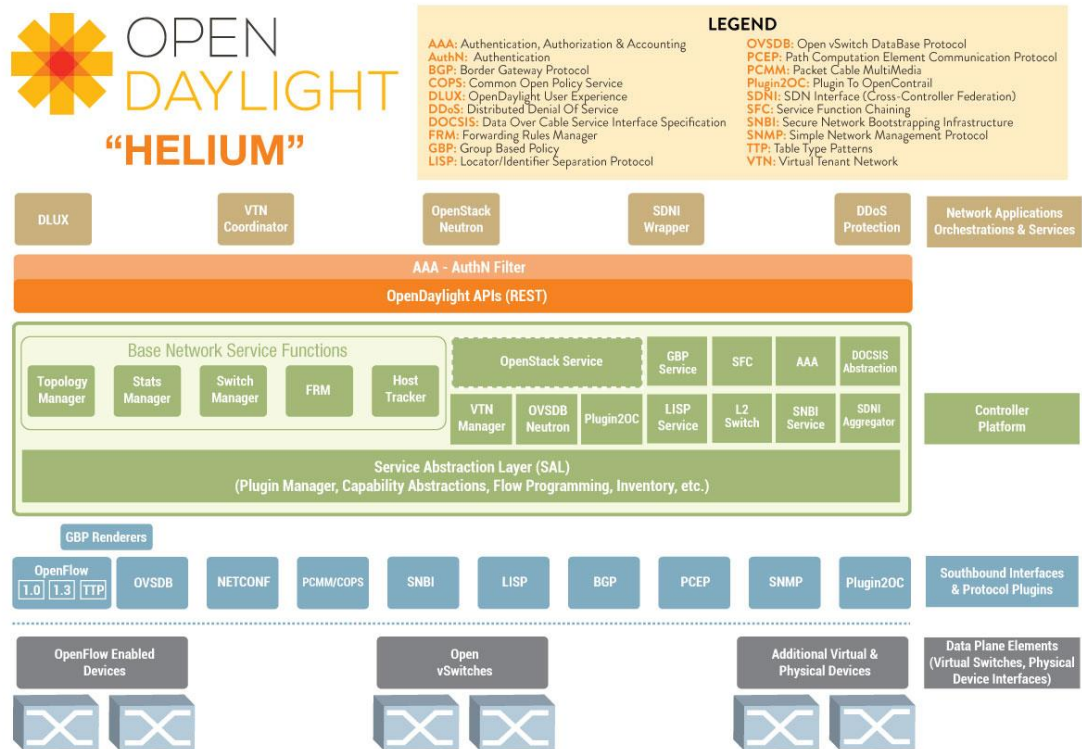 OPEN
DAYLIGHT
“HELIUM”
LEGEND
AAA: Authentication, Authorization & Accounting
AuthN: Authentication
BGP: Border Gateway Protocol
COPS: Common Open Policy Service
DLUX: OpenDaylight User Experience
DDoS: Distributed Denial Of Service
DOCSIS: Data Over Cable Service Interface Specification
FRM: Forwarding Rules Manager
GBP: Group Based Policy
LISP: Locator/Identifier Separation Protocol
OVSDB: Open vSwitch DataBase Protocol
PCEP: Path Computation Element Communication Protocol
PCMM: Packet Cable MultiMedia
Plugin2OC: Plugin To OpenContrail
SDNI: SDN Interface (Cross-Controller Federation)
SFC: Service Function Chaining
SNBI: Secure Network Bootstrapping Infrastructure
SNMP: Simple Network Management Protocol
TTP: Table Type Patterns
VTN: Virtual Tenant Network
DLUX
VTN
Coordinator
OpenStack
Neutron
SDNI
Wrapper
DDoS
Protection
Network Applications
Orchestrations & Services
AAA - AuthN Filter
OpenDaylight APIs (REST)
Base Network Service Functions
Topology
Manager
Stats
Manager
Switch
Manager
FRM
Host
Tracker
OpenStack Service
GBP
Service
SFC
AAA
DOCSIS
Abstraction
VTN
Manager
OVSDB
Neutron
Plugin2OC
LISP
Service
L2
Switch
SNBI
Service
SDNI
Aggregator
Controller
Platform
Service Abstraction Layer (SAL)
(Plugin Manager, Capability Abstractions, Flow Programming, Inventory, etc.)
GBP Renderers
OpenFlow
1.0 1.3 TTP
OVSDB
NETCONF
PCMM/COPS
SNBI
LISP
BGP
PCEP
SNMP
Plugin2OC
Southbound Interfaces
& Protocol Plugins
OpenFlow Enabled
Devices
Open
vSwitches
Additional Virtual &
Physical Devices
Data Plane Elements
(Virtual Switches, Physical
Device Interfaces)